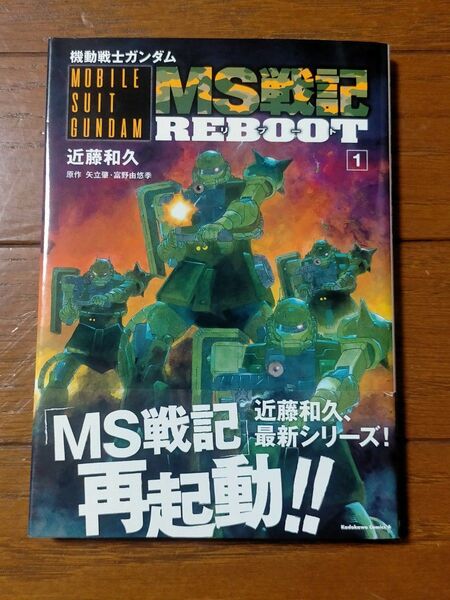 機動戦士ガンダム
MOBILE
SUIT
GUNDAM
MS戦記
REBOOT
リブート
近藤和久
原作 矢立肇・富野由悠季
1
「MS戦記」
再起動!!
近藤和久、
最新シリーズ!
Kadokawa Comics A